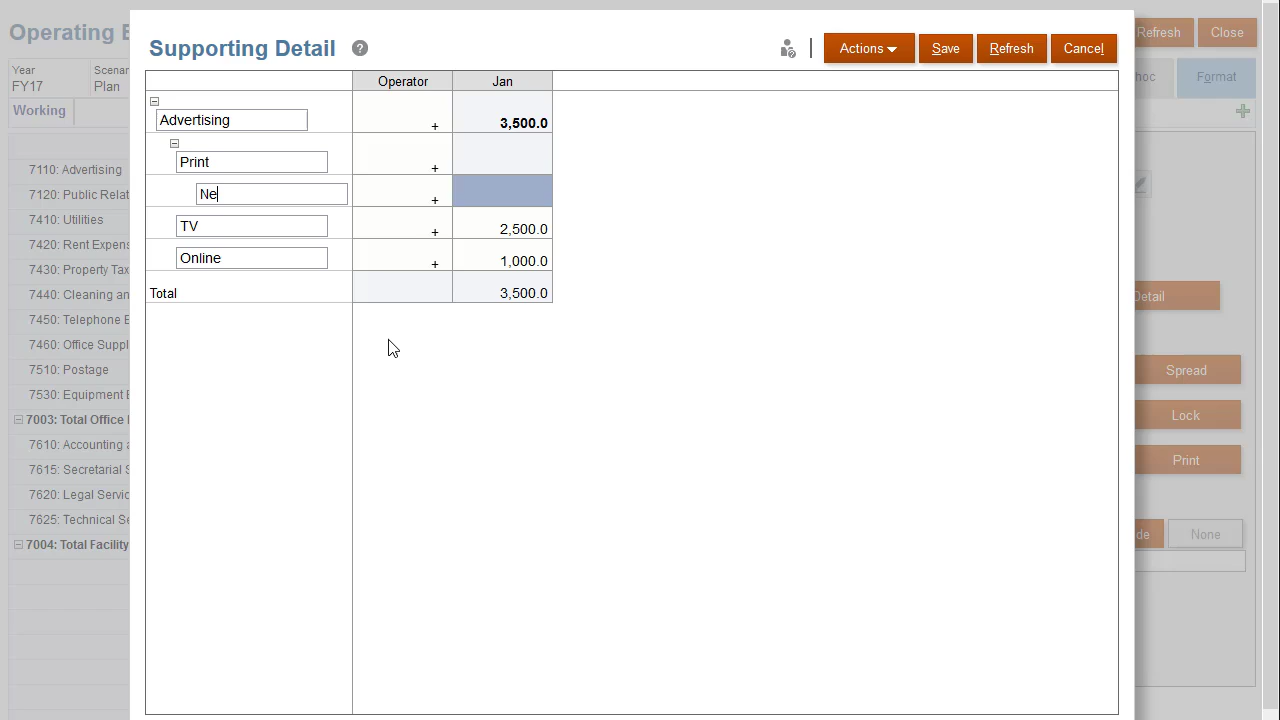 Operating E
Refresh
Close
Supporting Detail
?
Actions
Save
Refresh
Cancel
Year
Scenar
FY17
Plan
hoc
Format
Working
Operator
Jan
Advertising
+
3,500.0
Print
+
Ne
+
TV
+
2,500.0
Online
+
1,000.0
Total
3,500.0
7110: Advertising
7120: Public Relat
7410: Utilities
7420: Rent Expens
7430: Property Tax
7440: Cleaning an
7450: Telephone E
7460: Office Suppl
7510: Postage
7530: Equipment E
7003: Total Office
7610: Accounting a
7615: Secretarial S
7620: Legal Servic
7625: Technical Se
7004: Total Facility
Detail
Spread
Lock
Print
de
None